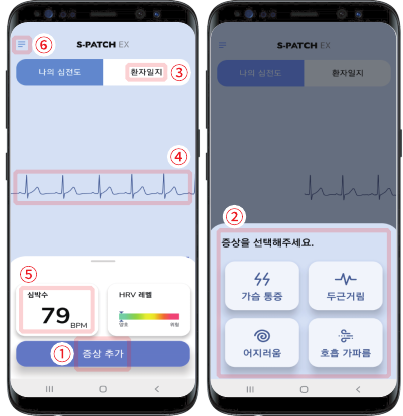 ⑥
S-PATCH EX
나의 심전도
환자일지 ③
④
⑤
심박수
79
BPM
HRV 레벨
양호
위험
① 증상 추가
S-PATCH EX
나의 심전도
환자일지
②
증상을 선택해주세요.
가슴 통증
두근거림
어지러움
호흡 가파름